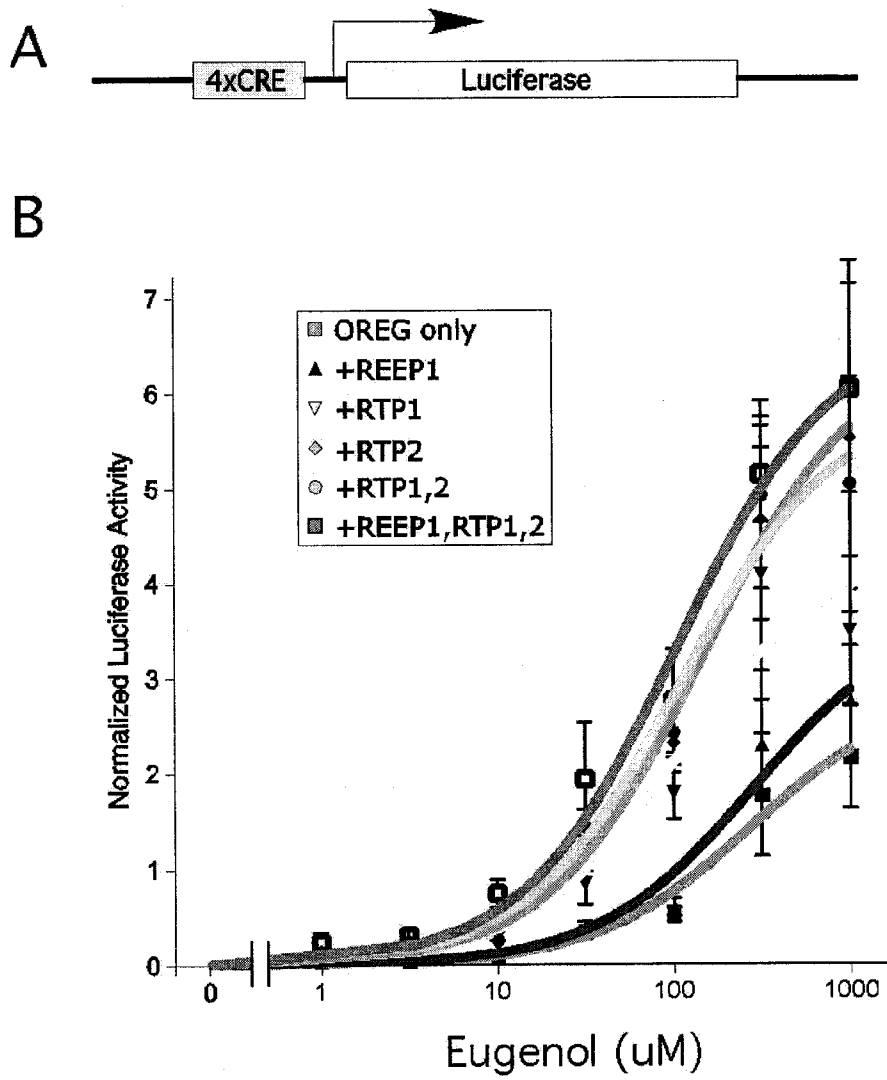 A
4xCRE
Luciferase
B
Normalized Luciferase Activity
7
6
5
4
3
2
1
0
OREG only
+REEP1
+RTP1
+RTP2
+RTP1,2
+REEP1,RTP1,2
0
1
10
100
1000
Eugenol (uM)